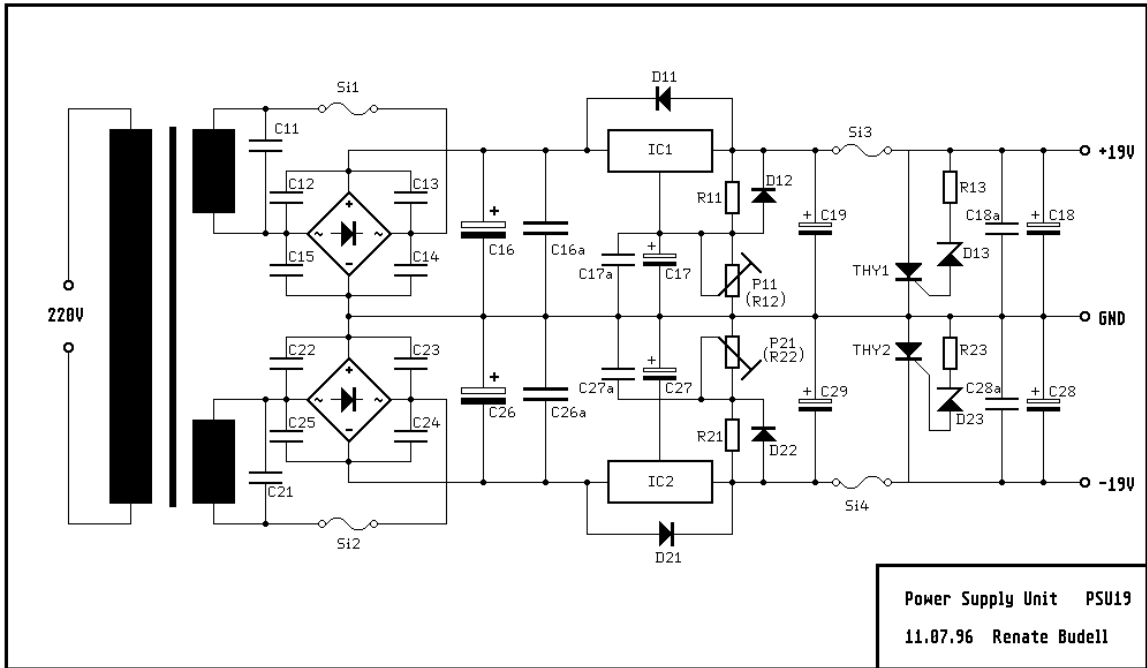 Si1
D11
C11
Si3
IC1
+19V
C12
C13
R11
D12
R13
+
C16
C16a
+
C19
C18a
+
C18
~
+
~
-
C15
C14
C17a
+
C17
P11
(R12)
THY1
D13
220V
GND
C22
C23
P21
(R22)
THY2
R23
~
+
~
-
+
C26
C26a
C27a
+
C27
+
C29
C28a
+
C28
D23
C25
C24
R21
D22
C21
IC2
-19V
Si4
Si2
D21
Power Supply Unit PSU19
11.07.96 Renate Budell